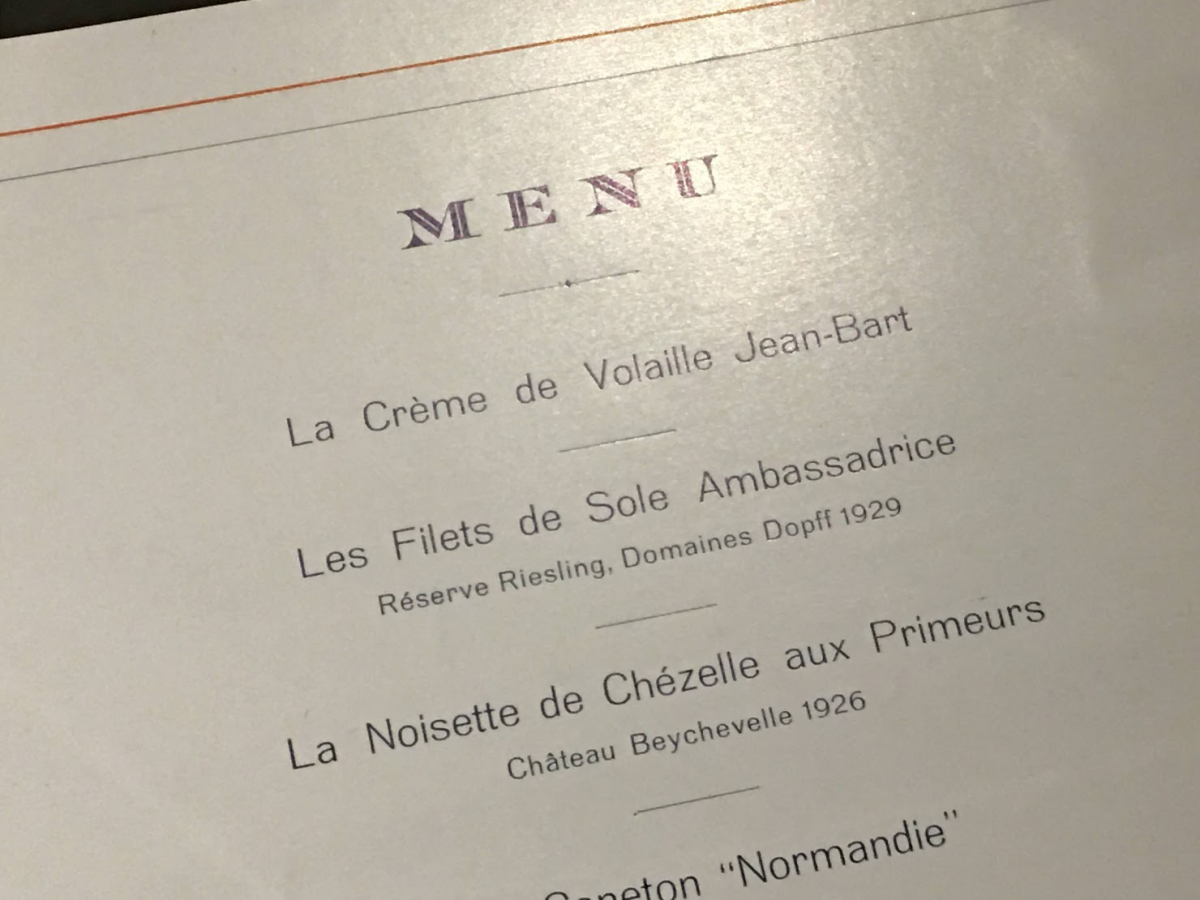 MENU
La Crème de Volaille Jean-Bart
Les Filets de Sole Ambassadrice
Réserve Riesling, Domaines Dopff 1929
La Noisette de Chézelle aux Primeurs
Château Beychevelle 1926
Caneton "Normandie"